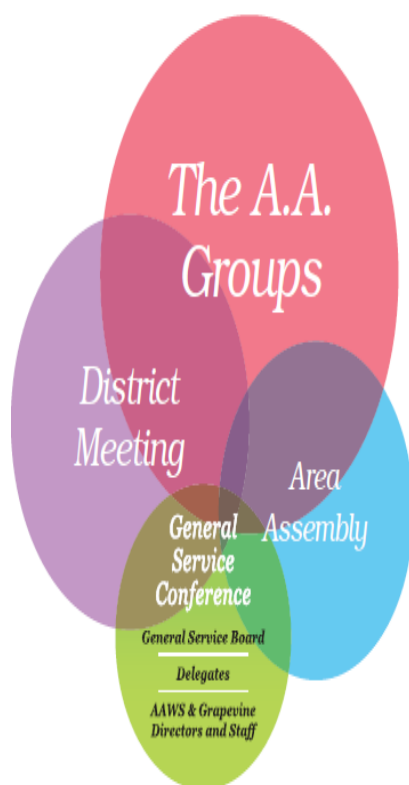 The A.A.
Groups
District
Meeting
Area
Assembly
General
Service
Conference
General Service Board
Delegates
AAWS & Grapevine
Directors and Staff